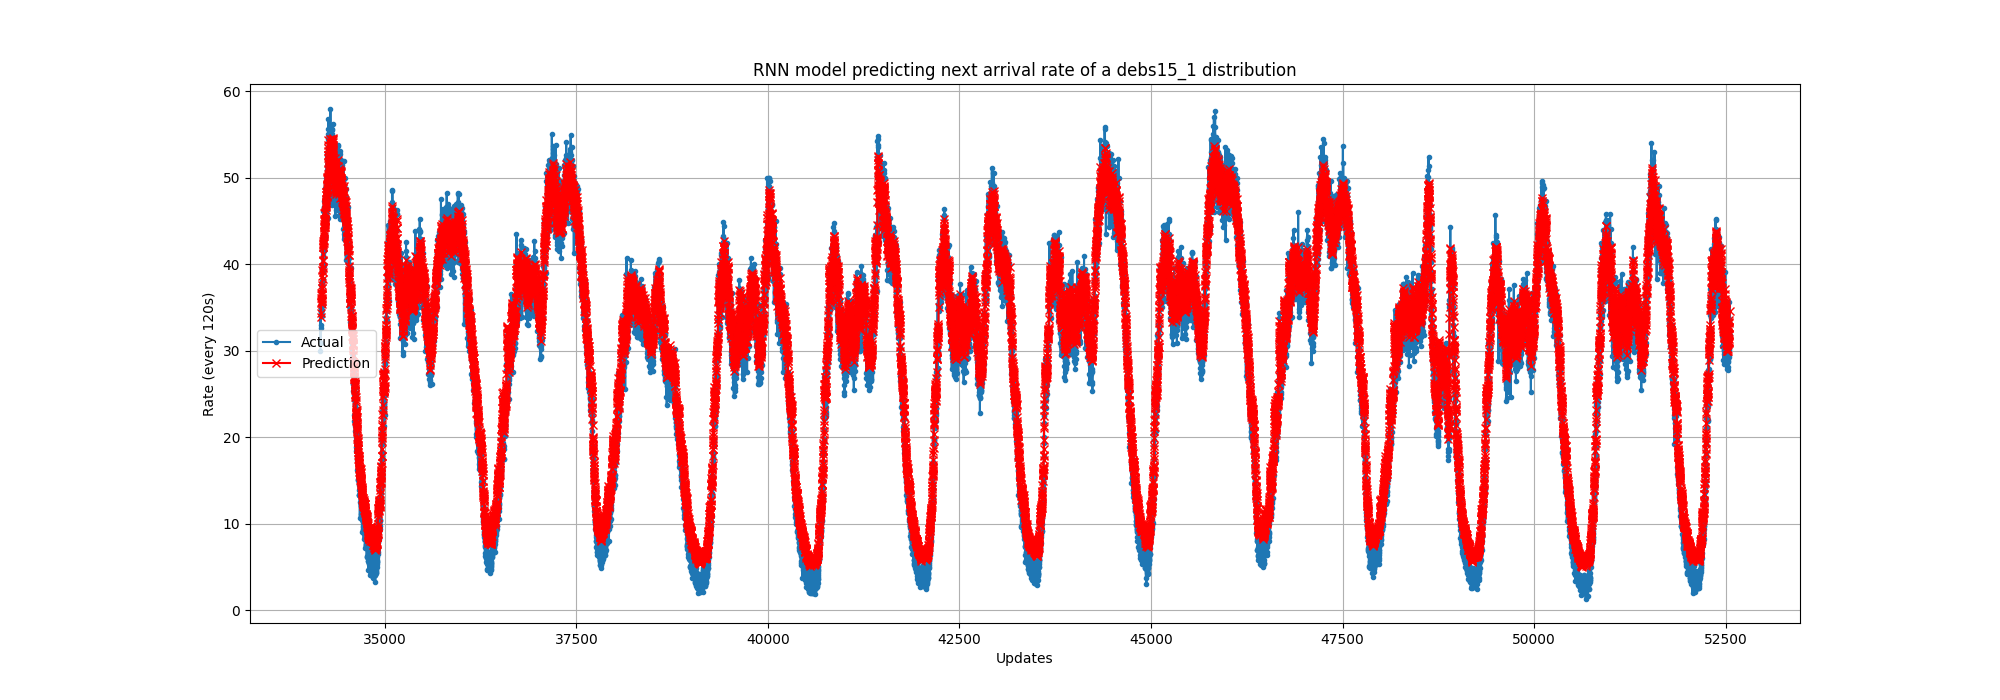 RNN model predicting next arrival rate of a debs15_1 distribution
60
50
40
30
20
10
0
Rate (every 120s)
Actual
Prediction
35000 37500 40000 42500 45000 47500 50000 52500
Updates